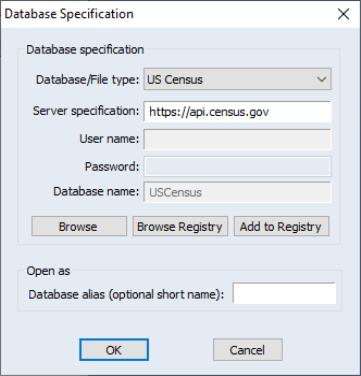 Database Specification
Database specification
Database/File type: US Census
Server specification: https://api.census.gov
User name:
Password:
Database name: USCensus
Browse Browse Registry Add to Registry
Open as
Database alias (optional short name):
OK Cancel